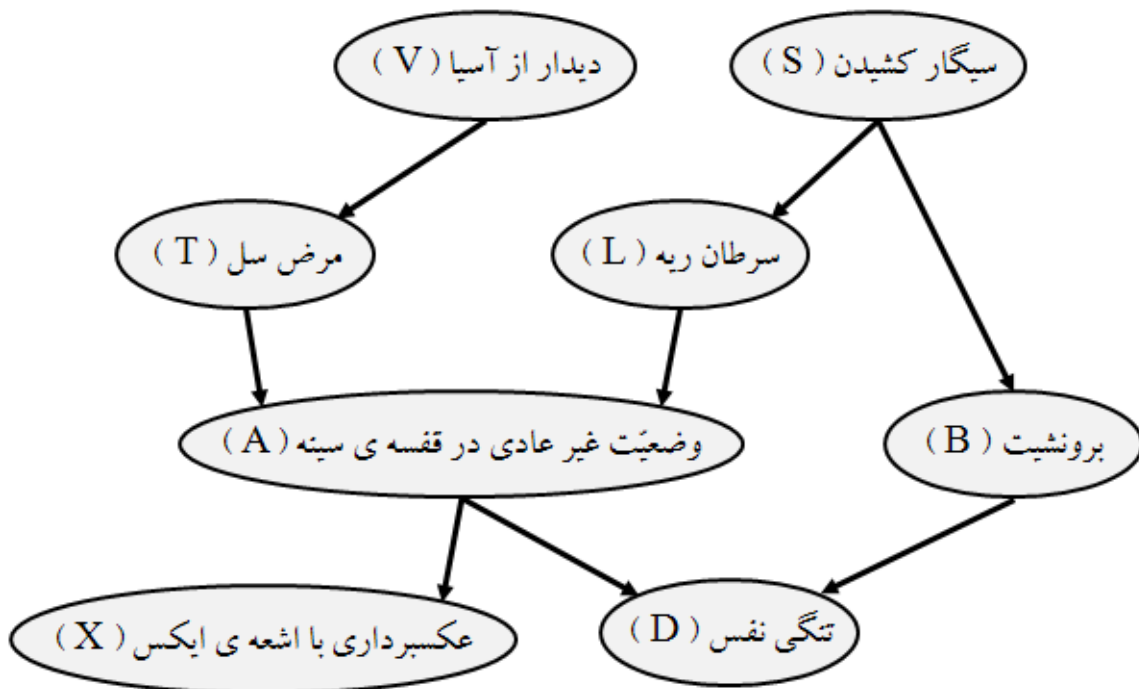 دیدار از آسیا ( V )
سیگار کشیدن ( S )
مرض سل ( T )
سرطان ریه ( L )
وضعیّت غیر عادی در قفسه ی سینه ( A )
برونشیت ( B )
عکسبرداری با اشعه ی ایکس ( X )
تنگی نفس ( D )